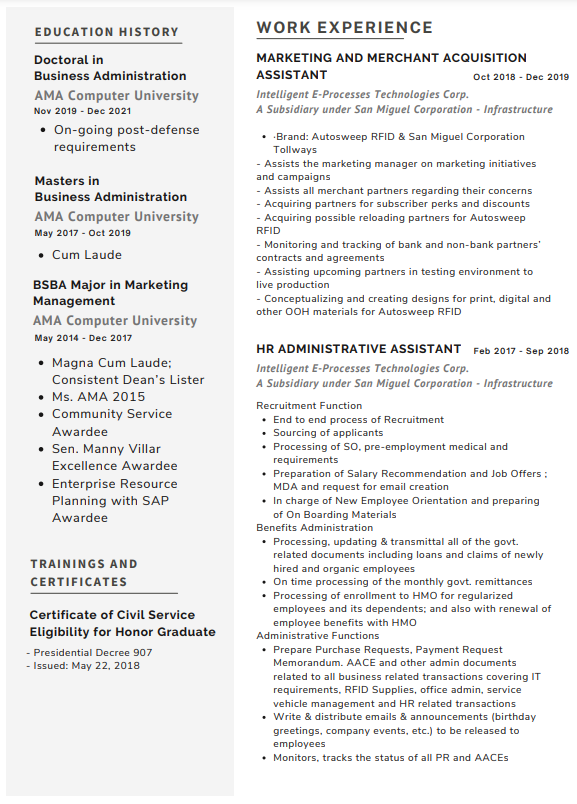 EDUCATION HISTORY
Doctoral in
Business Administration
AMA Computer University
Nov 2019 - Dec 2021
• On-going post-defense
requirements
Masters in
Business Administration
AMA Computer University
May 2017 - Oct 2019
• Cum Laude
BSBA Major in Marketing
Management
AMA Computer University
May 2014 - Dec 2017
• Magna Cum Laude;
Consistent Dean's Lister
• Ms. AMA 2015
• Community Service
Awardee
• Sen. Manny Villar
Excellence Awardee
• Enterprise Resource
Planning with SAP
Awardee
TRAININGS AND
CERTIFICATES
Certificate of Civil Service
Eligibility for Honor Graduate
- Presidential Decree 907
- Issued: May 22, 2018
WORK EXPERIENCE
MARKETING AND MERCHANT ACQUISITION
ASSISTANT Oct 2018 - Dec 2019
Intelligent E-Processes Technologies Corp.
A Subsidiary under San Miguel Corporation - Infrastructure
• ·Brand: Autosweep RFID & San Miguel Corporation
Tollways
- Assists the marketing manager on marketing initiatives
and campaigns
- Assists all merchant partners regarding their concerns
- Acquiring partners for subscriber perks and discounts
- Acquiring possible reloading partners for Autosweep
RFID
- Monitoring and tracking of bank and non-bank partners'
contracts and agreements
- Assisting upcoming partners in testing environment to
live production
- Conceptualizing and creating designs for print, digital and
other OOH materials for Autosweep RFID
HR ADMINISTRATIVE ASSISTANT Feb 2017 - Sep 2018
Intelligent E-Processes Technologies Corp.
A Subsidiary under San Miguel Corporation - Infrastructure
Recruitment Function
• End to end process of Recruitment
• Sourcing of applicants
• Processing of SO, pre-employment medical and
requirements
• Preparation of Salary Recommendation and Job Offers ;
MDA and request for email creation
• In charge of New Employee Orientation and preparing
of On Boarding Materials
Benefits Administration
• Processing, updating & transmittal all of the govt.
related documents including loans and claims of newly
hired and organic employees
• On time processing of the monthly govt. remittances
• Processing of enrollment to HMO for regularized
employees and its dependents; and also with renewal of
employee benefits with HMO
Administrative Functions
• Prepare Purchase Requests, Payment Request
Memorandum. AACE and other admin documents
related to all business related transactions covering IT
requirements, RFID Supplies, office admin, service
vehicle management and HR related transactions
• Write & distribute emails & announcements (birthday
greetings, company events, etc.) to be released to
employees
• Monitors, tracks the status of all PR and AACEs